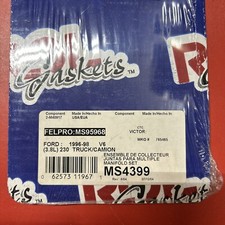 Gaskets
Component
Made In/Hecho In
Component
Made In/Hecho In
USA/EUA
FELPRO:MS95968
VICTOR
FORD: 1996-98 V6
(3.8L) 230 TRUCK/CAMION
ENSEMBLE DE COLLECTEUR
JUNTAS PARA MULTIPLE
MANIFOLD SET
MS4399
0 62573 11967